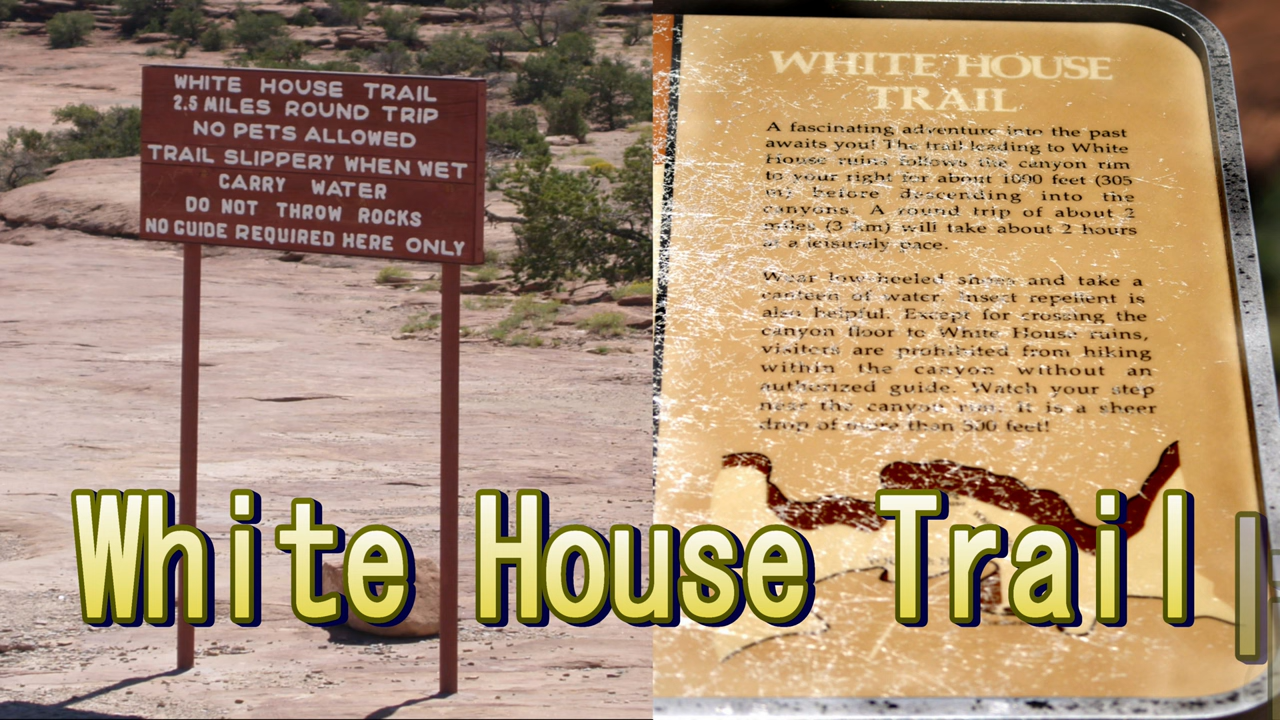 WHITE HOUSE TRAIL
2.5 MILES ROUND TRIP
NO PETS ALLOWED
TRAIL SLIPPERY WHEN WET
CARRY WATER
DO NOT THROW ROCKS
NO GUIDE REQUIRED HERE ONLY
WHITE HOUSE
TRAIL
A fascinating adventure into the past
awaits you! The trail leading to White
House ruins follows the canyon rim
to your right for about 1000 feet (305
m) before descending into the
canyons. A round trip of about 2
miles (3 km) will take about 2 hours
at a leisurely pace.
Wear low-heeled shoes and take a
canteen of water. Insect repellent is
also helpful. Except for crossing the
canyon floor to White House ruins,
visitors are prohibited from hiking
within the canyon without an
authorized guide. Watch your step
near the canyon rim. It is a sheer
drop of more than 500 feet!
White House Trail